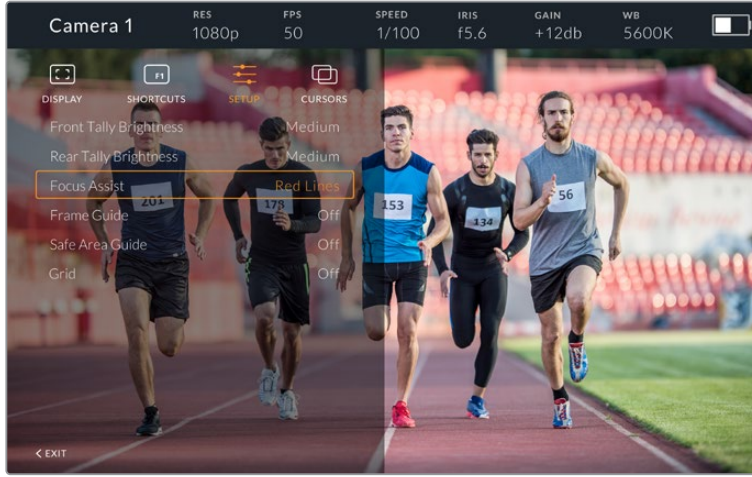 Camera 1
RES FPS SPEED IRIS GAIN WB
1080p 50 1/100 f5.6 +12db 5600K
DISPLAY SHORTCUTS SETUP CURSORS
F1
Front Tally Brightness Medium
Rear Tally Brightness Medium
Focus Assist Red Lines
Frame Guide Off
Safe Area Guide Off
Grid Off
201
178
153
134
56
< EXIT